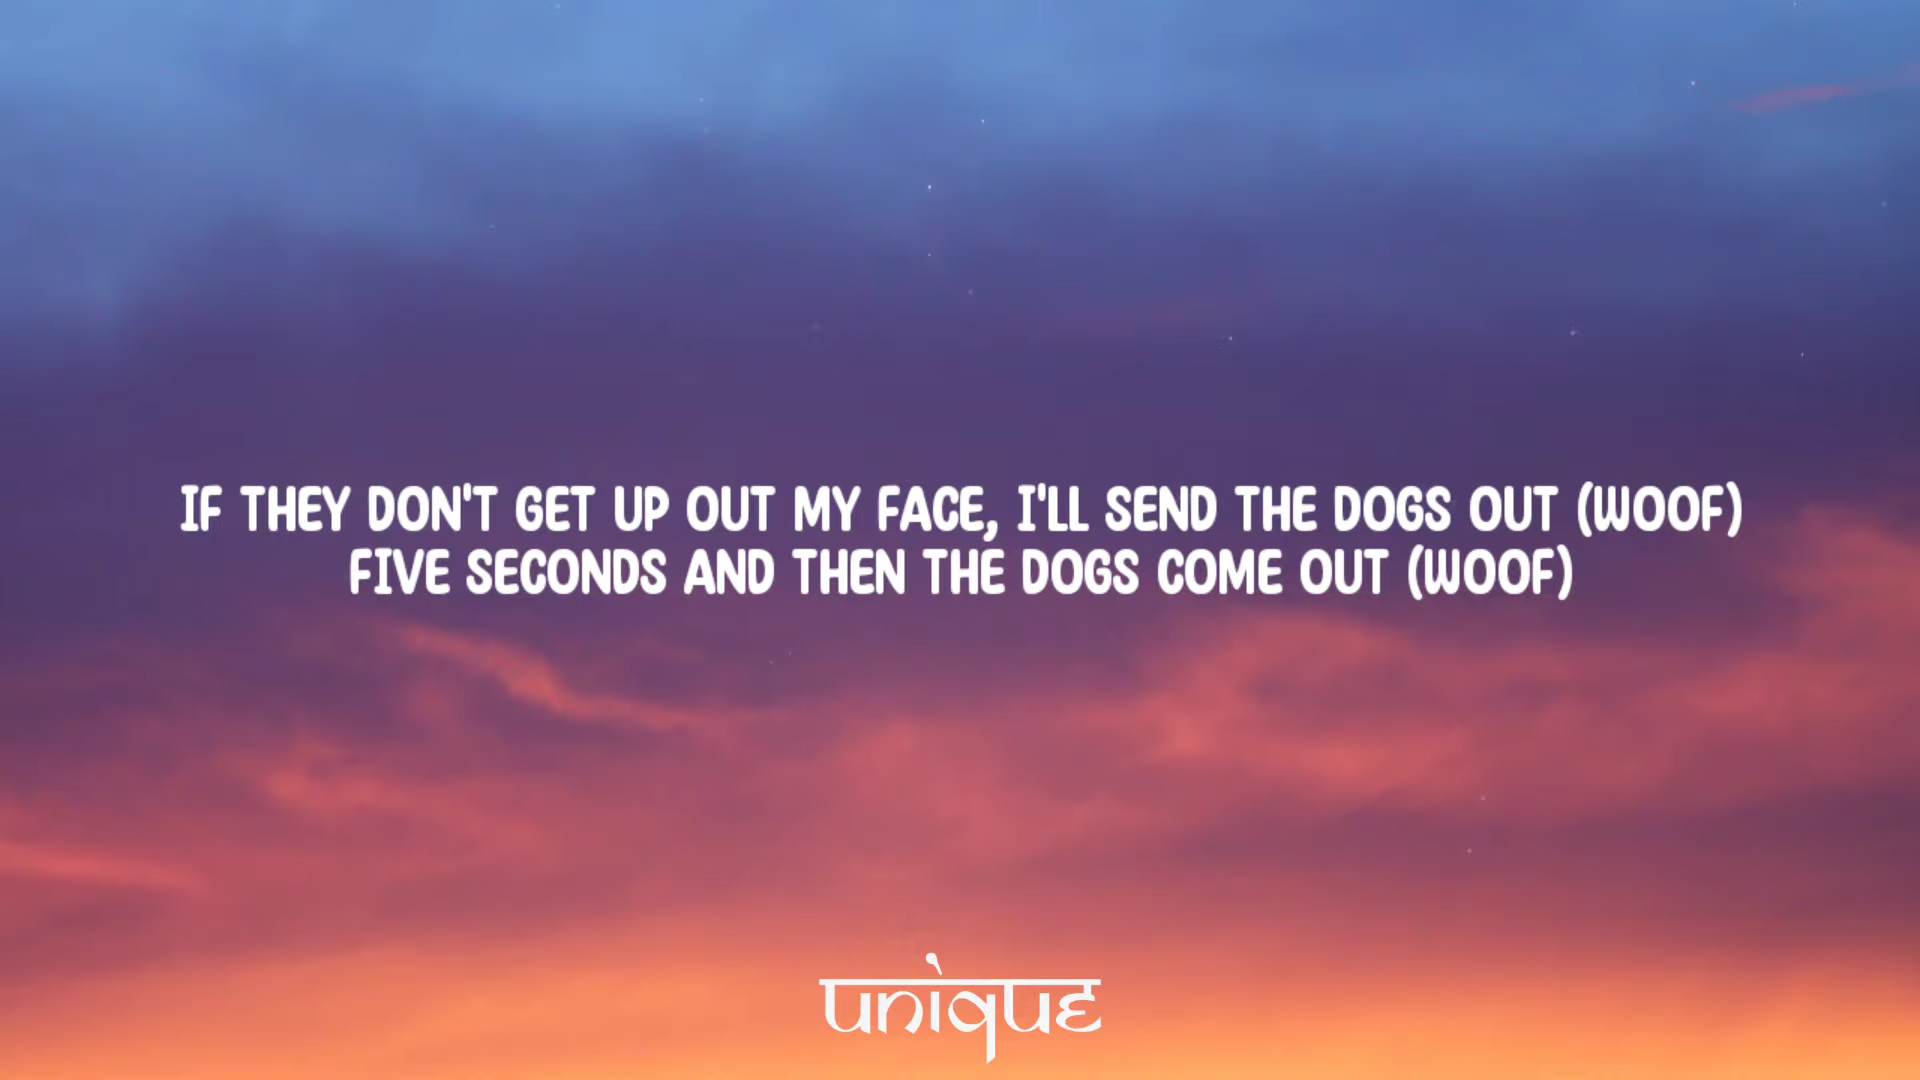 IF THEY DON'T GET UP OUT MY FACE, I'LL SEND THE DOGS OUT (WOOF)
FIVE SECONDS AND THEN THE DOGS COME OUT (WOOF)
unique